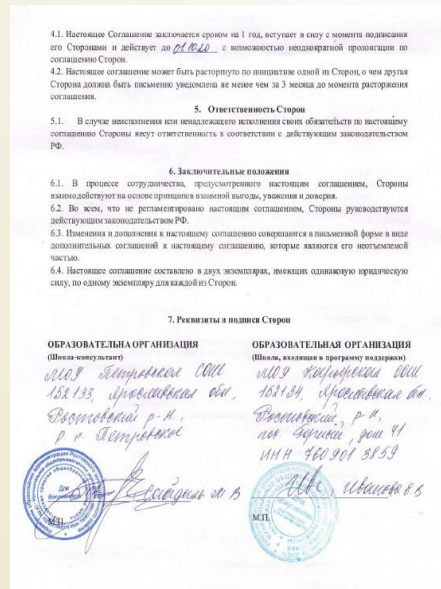 4.1. Настоящее Соглашение заключается сроком на 1 год, вступает в силу с момента подписания
его Сторонами и действует до 01.10.20 с возможностью неоднократной пролонгации по
соглашению Сторон.
4.2. Настоящее соглашение может быть расторгнуто по инициативе одной из Сторон, о чем другая
Сторона должна быть письменно уведомлена не менее чем за 3 месяца до момента расторжения
соглашения.
5. Ответственность Сторон
5.1. В случае неисполнения или ненадлежащего исполнения своих обязательств по настоящему
соглашению Стороны несут ответственность в соответствии с действующим законодательством
РФ.
6. Заключительные положения
6.1. В процессе сотрудничества, предусмотренного настоящим соглашением, Стороны
взаимодействуют на основе принципов взаимной выгоды, уважения и доверия.
6.2. Во всем, что не регламентировано настоящим соглашением, Стороны руководствуются
действующим законодательством РФ.
6.3. Изменения и дополнения к настоящему соглашению совершаются в письменной форме в виде
дополнительных соглашений к настоящему соглашению, которые являются его неотъемлемой
частью.
6.4. Настоящее соглашение составлено в двух экземплярах, имеющих одинаковую юридическую
силу, по одному экземпляру для каждой из Сторон.
7. Реквизиты и подписи Сторон
ОБРАЗОВАТЕЛЬНА ОРГАНИЗАЦИЯ
(Школа-консультант)
МОУ Петровская СОШ
152133, Ярославская обл,
Ростовский р-н,
р.п. Петровское
Для документов
М.П.
ОБРАЗОВАТЕЛЬНАЯ ОРГАНИЗАЦИЯ
(Школа, входящая в программу поддержки)
МОУ СОШ
152134, Ярославская обл,
Ростовский р-н,
пос. Горный, дом 41
ИНН 760901 3859
Иванова Е.В
М.П.